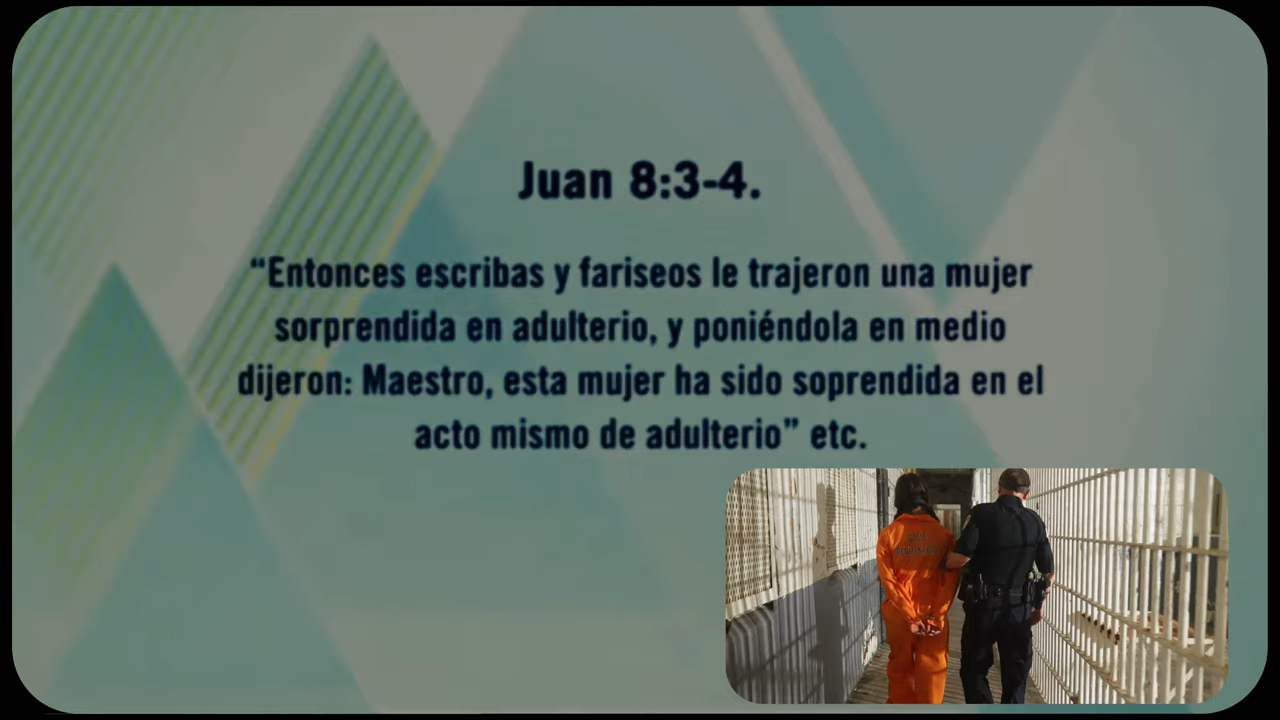 Juan 8:3-4.
“Entonces escribas y fariseos le trajeron una mujer
sorprendida en adulterio, y poniéndola en medio
dijeron: Maestro, esta mujer ha sido soprendida en el
acto mismo de adulterio” etc.